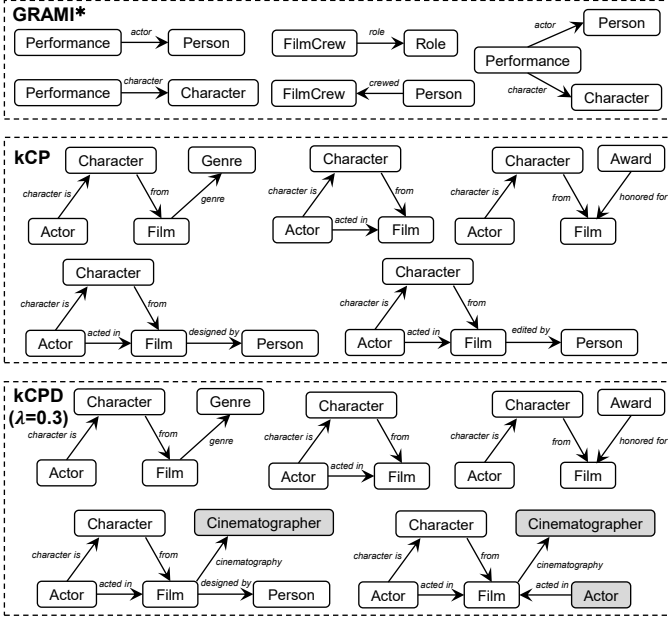 GRAMI*
Performance actor Person
FilmCrew role Role
actor Person
Performance
Performance character Character
FilmCrew crewed Person
character Character
kCP
Character Genre
character is from genre
Actor Film
Character
character is from
Actor acted in Film
Character Award
character is from honored for
Actor Film
Character
character is from
Actor acted in Film designed by Person
Character
character is from
Actor acted in Film edited by Person
kCPD
(λ=0.3)
Character Genre
character is from genre
Actor Film
Character
character is from
Actor acted in Film
Character Award
character is from honored for
Actor Film
Character Cinematographer
character is from cinematography
Actor acted in Film designed by Person
Character Cinematographer
character is from cinematography
Actor acted in Film acted in Actor